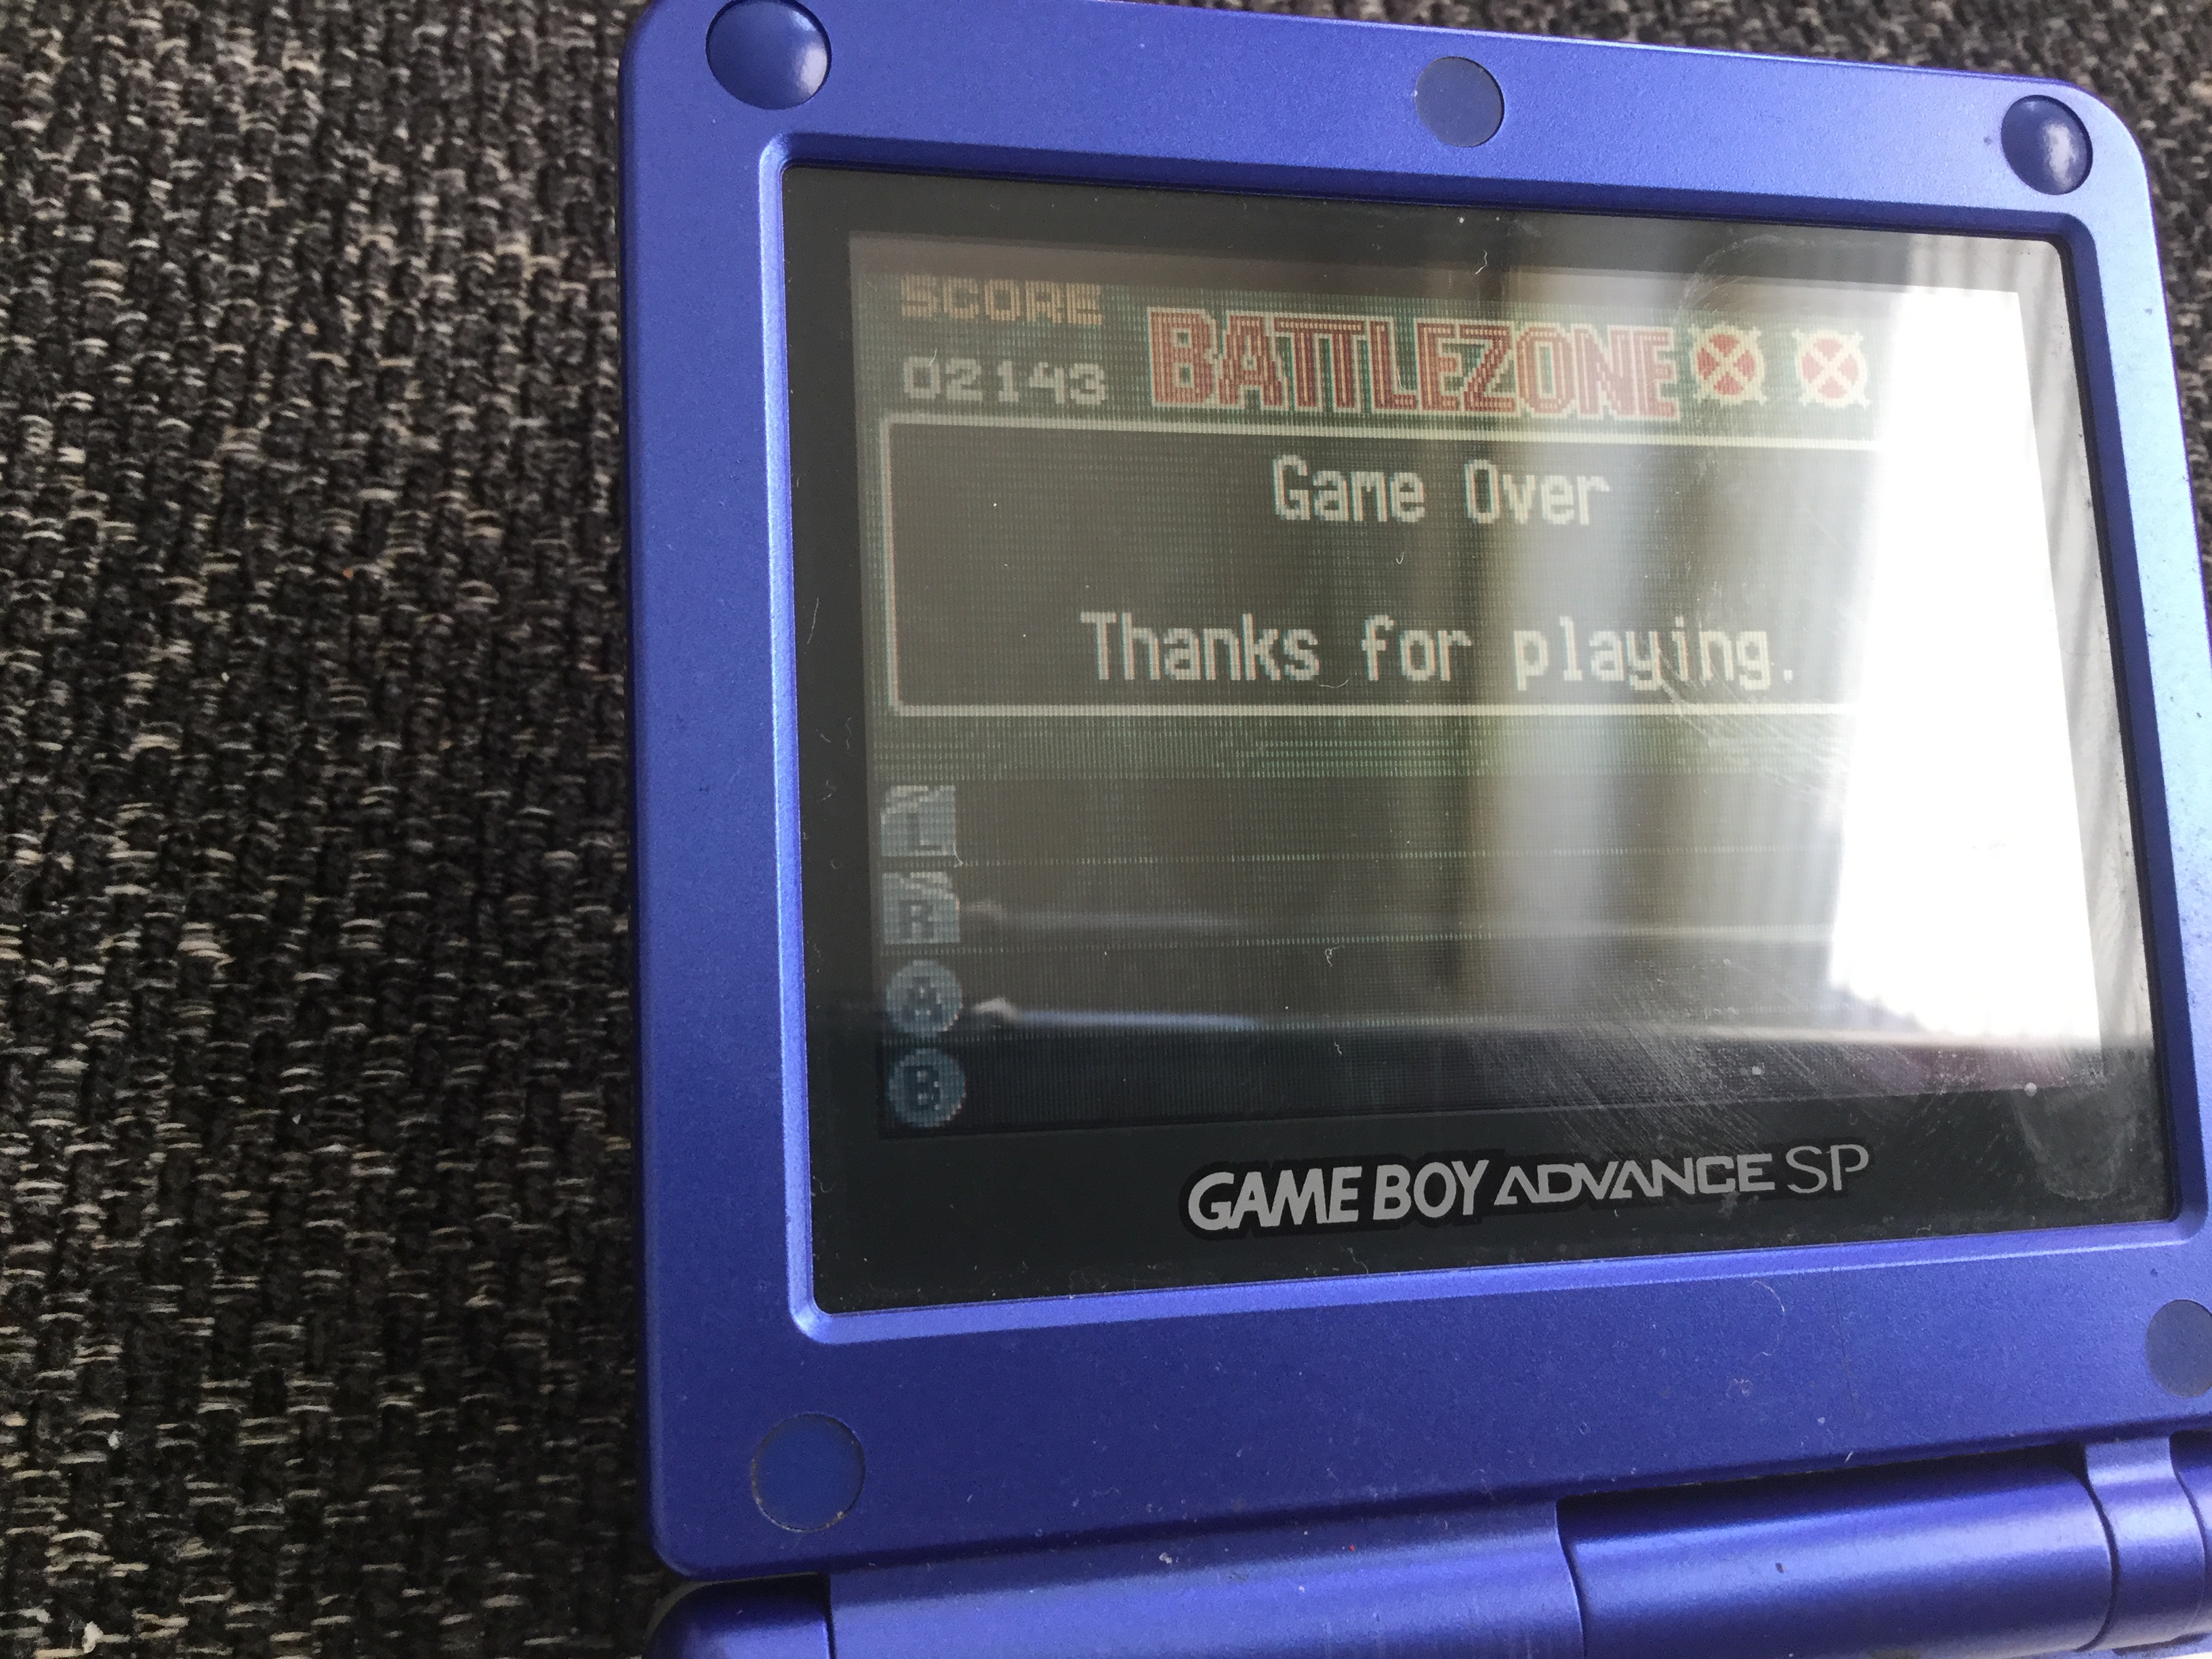 SCORE
02143
BATTLEZONE
Game Over
Thanks for playing.
L
R
A
B
GAME BOY ADVANCE SP